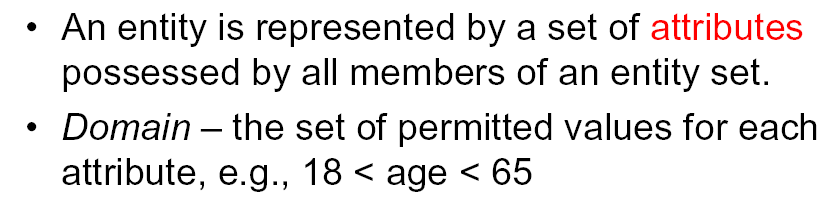 • An entity is represented by a set of attributes
possessed by all members of an entity set.
• Domain – the set of permitted values for each
attribute, e.g., 18 < age < 65